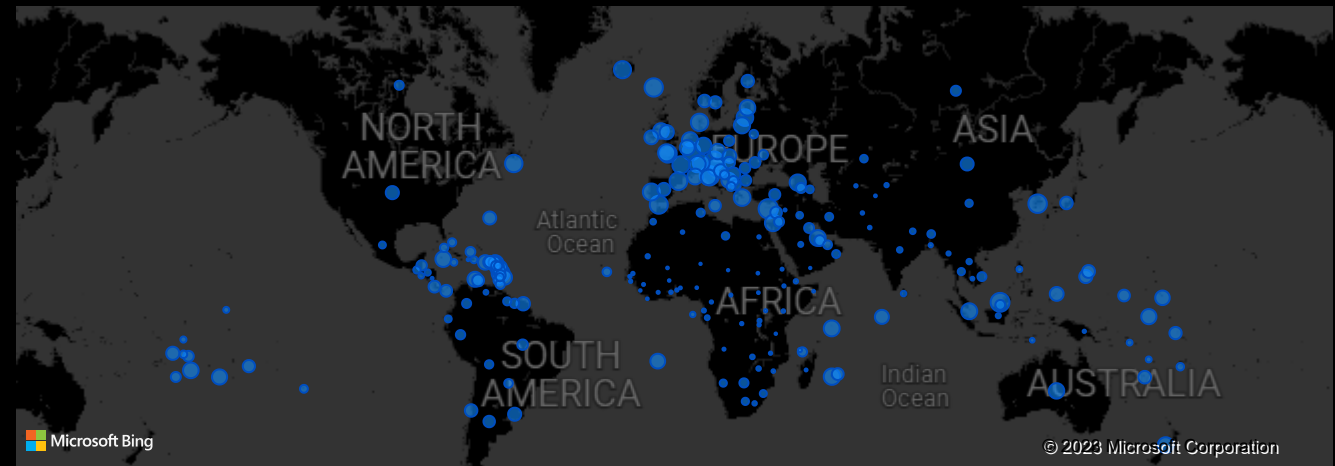 NORTH
AMERICA
EUROPE
ASIA
Atlantic
Ocean
AFRICA
SOUTH
AMERICA
Indian
Ocean
AUSTRALIA
Microsoft Bing
© 2023 Microsoft Corporation